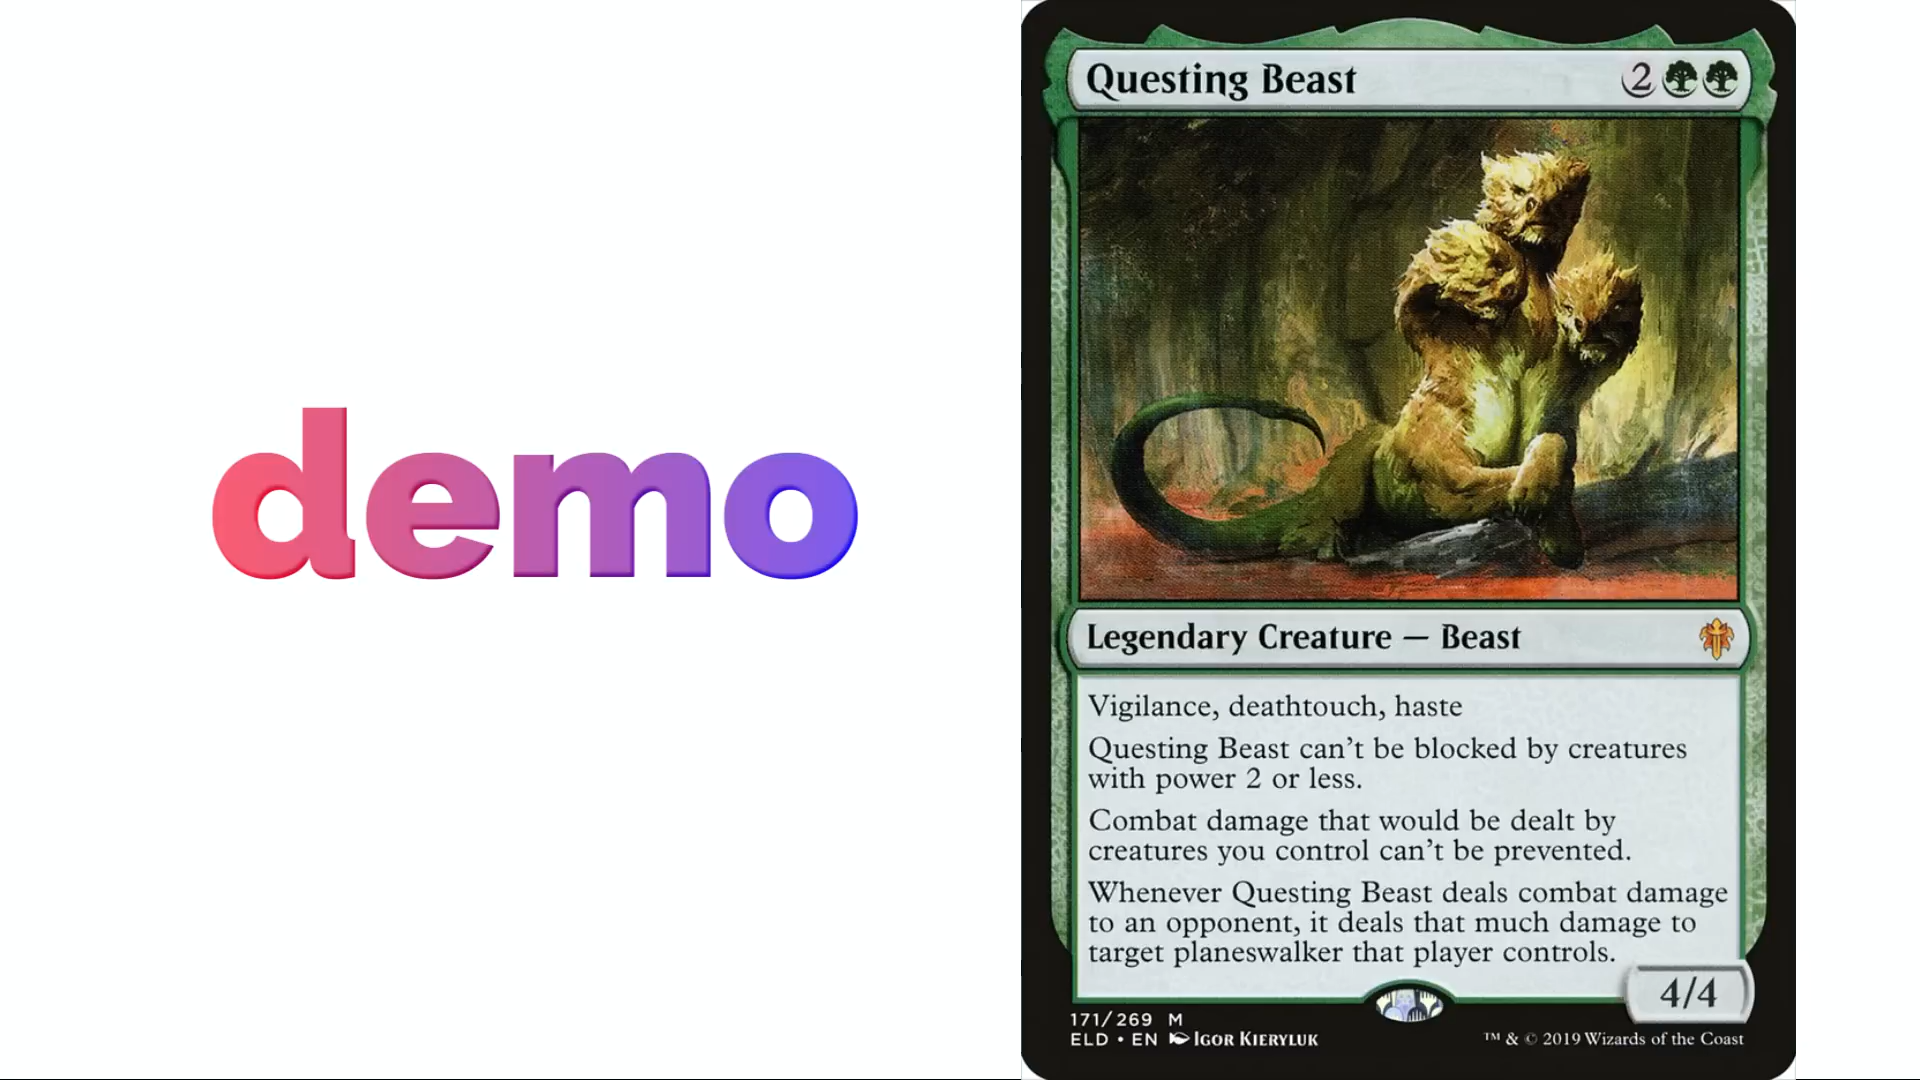 demo
Questing Beast 2
Legendary Creature — Beast
Vigilance, deathtouch, haste
Questing Beast can’t be blocked by creatures
with power 2 or less.
Combat damage that would be dealt by
creatures you control can’t be prevented.
Whenever Questing Beast deals combat damage
to an opponent, it deals that much damage to
target planeswalker that player controls.
4/4
171/269 M
ELD • EN Igor Kieryluk
™ & © 2019 Wizards of the Coast